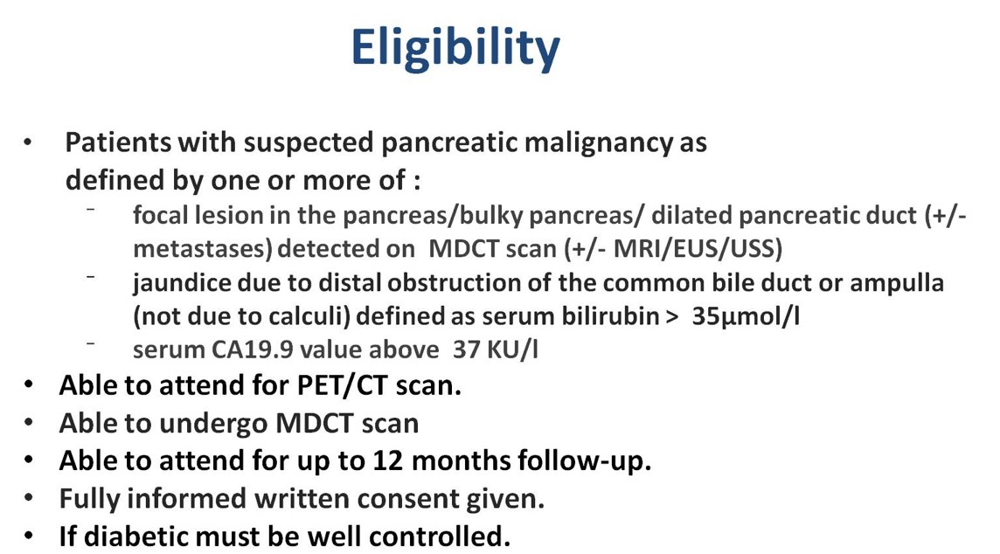 Eligibility
• Patients with suspected pancreatic malignancy as
defined by one or more of :
- focal lesion in the pancreas/bulky pancreas/ dilated pancreatic duct (+/-
metastases) detected on MDCT scan (+/- MRI/EUS/USS)
- jaundice due to distal obstruction of the common bile duct or ampulla
(not due to calculi) defined as serum bilirubin > 35μmol/l
- serum CA19.9 value above 37 KU/l
• Able to attend for PET/CT scan.
• Able to undergo MDCT scan
• Able to attend for up to 12 months follow-up.
• Fully informed written consent given.
• If diabetic must be well controlled.